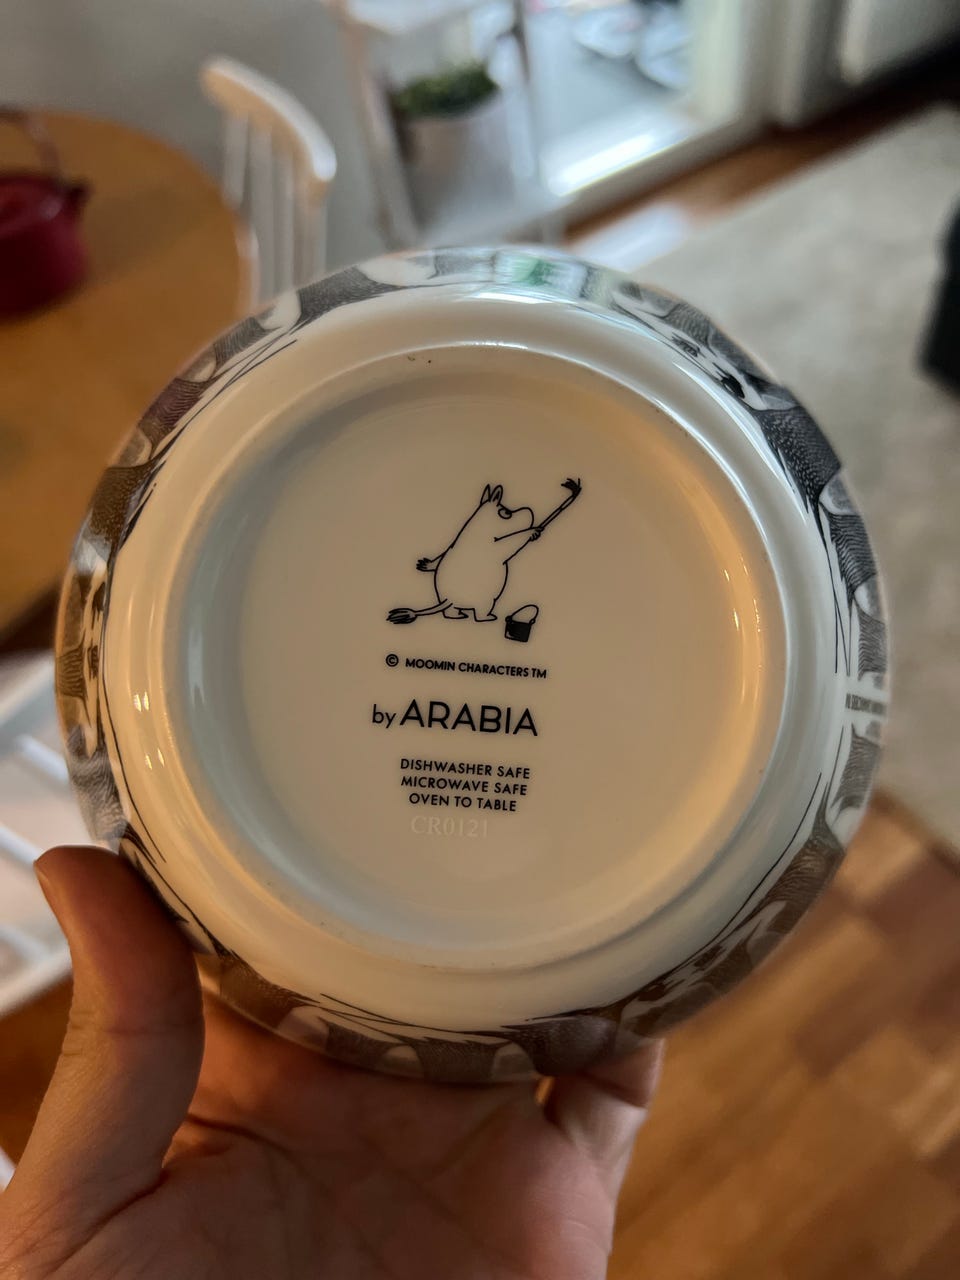 © MOOMIN CHARACTERS TM
by ARABIA
DISHWASHER SAFE
MICROWAVE SAFE
OVEN TO TABLE
CR0121